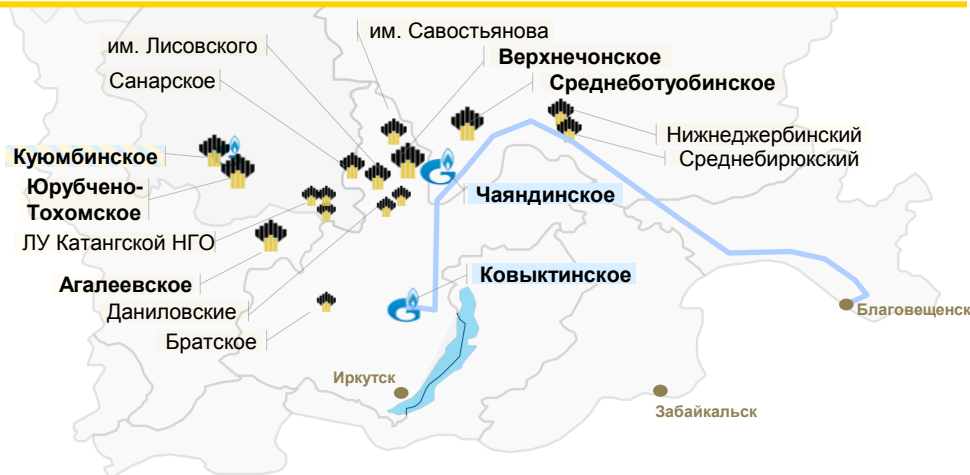 им. Савостьянова
им. Лисовского
Верхнечонское
Санарское
Среднеботуобинское
Нижнеджербинский
Куюмбинское
Среднебирюкский
Юрубчено-
Тохомское
Чаяндинское
ЛУ Катангской НГО
Ковыктинское
Агалеевское
Даниловские
Благовещенск
Братское
Иркутск
Забайкальск